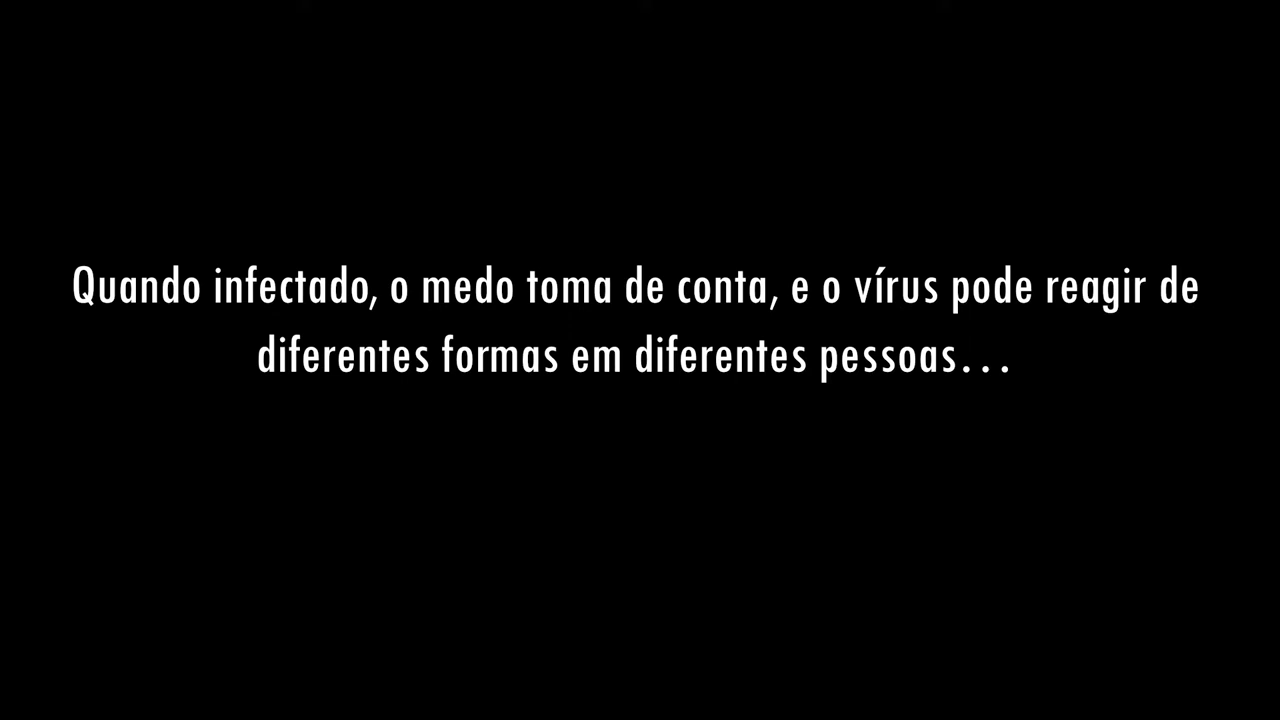 Quando infectado, o medo toma de conta, e o vírus pode reagir de
diferentes formas em diferentes pessoas...